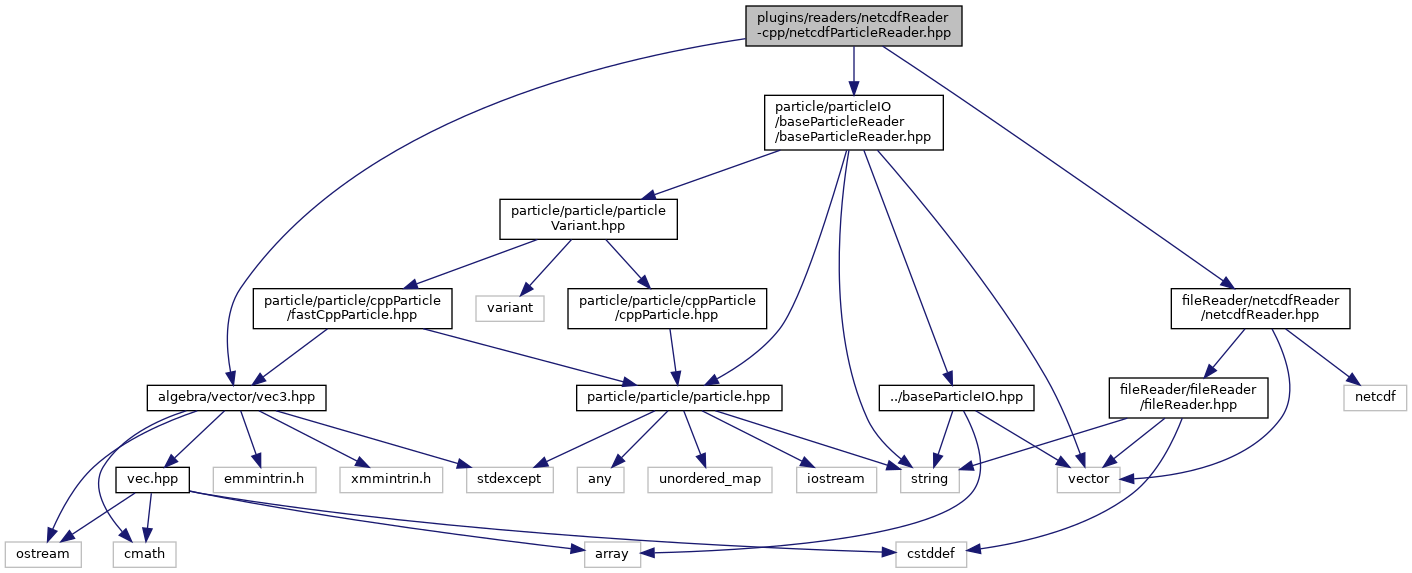 plugins/readers/netcdfReader
-cpp/netcdfParticleReader.hpp
particle/particleIO
/baseParticleReader
/baseParticleReader.hpp
particle/particle/particle
Variant.hpp
particle/particle/cppParticle
/fastCppParticle.hpp
variant
particle/particle/cppParticle
/cppParticle.hpp
fileReader/netcdfReader
/netcdfReader.hpp
algebra/vector/vec3.hpp
particle/particle/particle.hpp
../baseParticleIO.hpp
fileReader/fileReader
/fileReader.hpp
netcdf
vec.hpp
emmintrin.h
xmmintrin.h
stdexcept
any
unordered_map
iostream
string
vector
ostream
cmath
array
cstddef